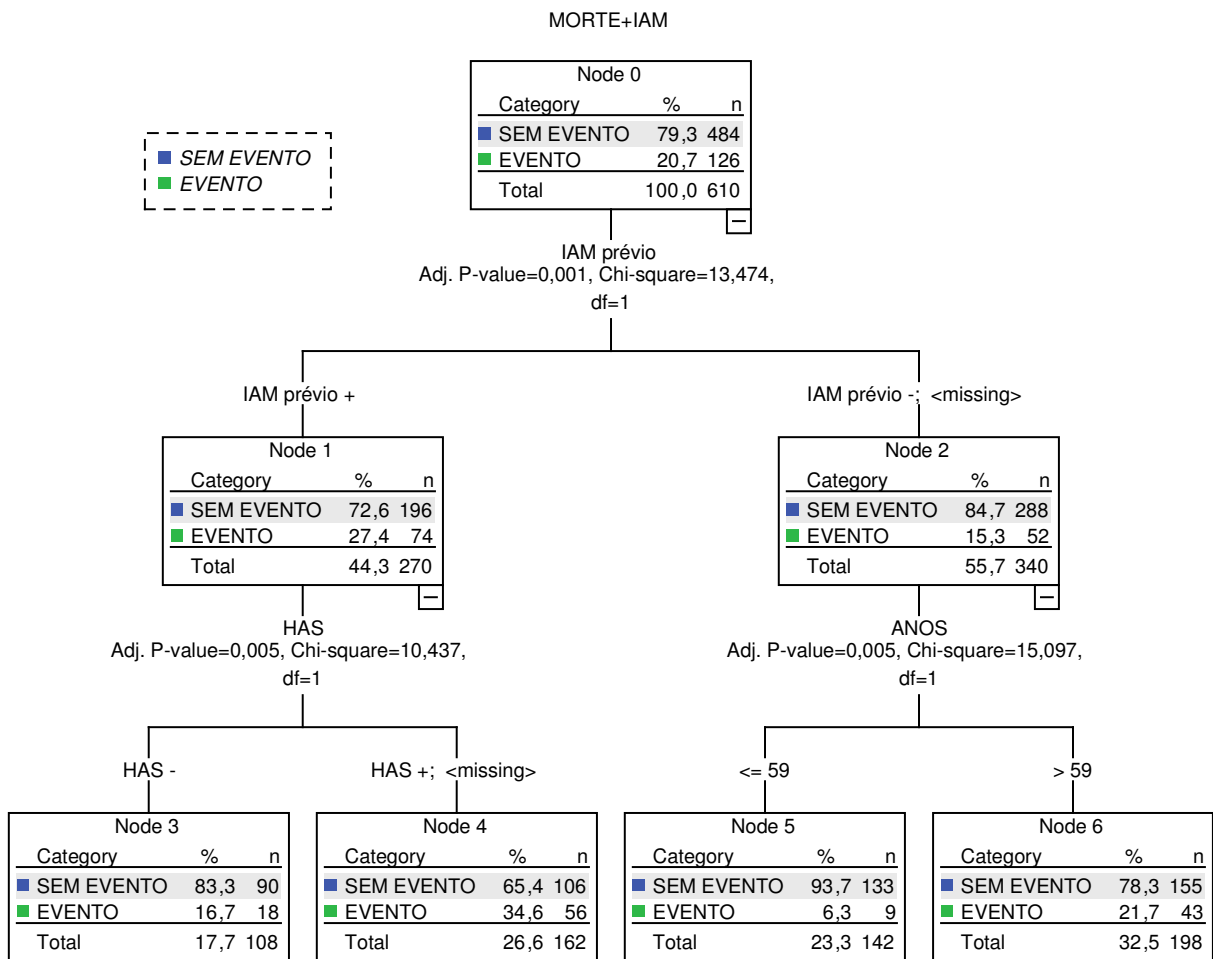 MORTE+IAM
Node 0
Category % n
SEM EVENTO 79,3 484
EVENTO 20,7 126
Total 100,0 610
SEM EVENTO
EVENTO
IAM prévio
Adj. P-value=0,001, Chi-square=13,474,
df=1
IAM prévio +
IAM prévio -; <missing>
Node 1
Category % n
SEM EVENTO 72,6 196
EVENTO 27,4 74
Total 44,3 270
Node 2
Category % n
SEM EVENTO 84,7 288
EVENTO 15,3 52
Total 55,7 340
HAS
Adj. P-value=0,005, Chi-square=10,437,
df=1
ANOS
Adj. P-value=0,005, Chi-square=15,097,
df=1
HAS -
HAS +; <missing>
<= 59
> 59
Node 3
Category % n
SEM EVENTO 83,3 90
EVENTO 16,7 18
Total 17,7 108
Node 4
Category % n
SEM EVENTO 65,4 106
EVENTO 34,6 56
Total 26,6 162
Node 5
Category % n
SEM EVENTO 93,7 133
EVENTO 6,3 9
Total 23,3 142
Node 6
Category % n
SEM EVENTO 78,3 155
EVENTO 21,7 43
Total 32,5 198